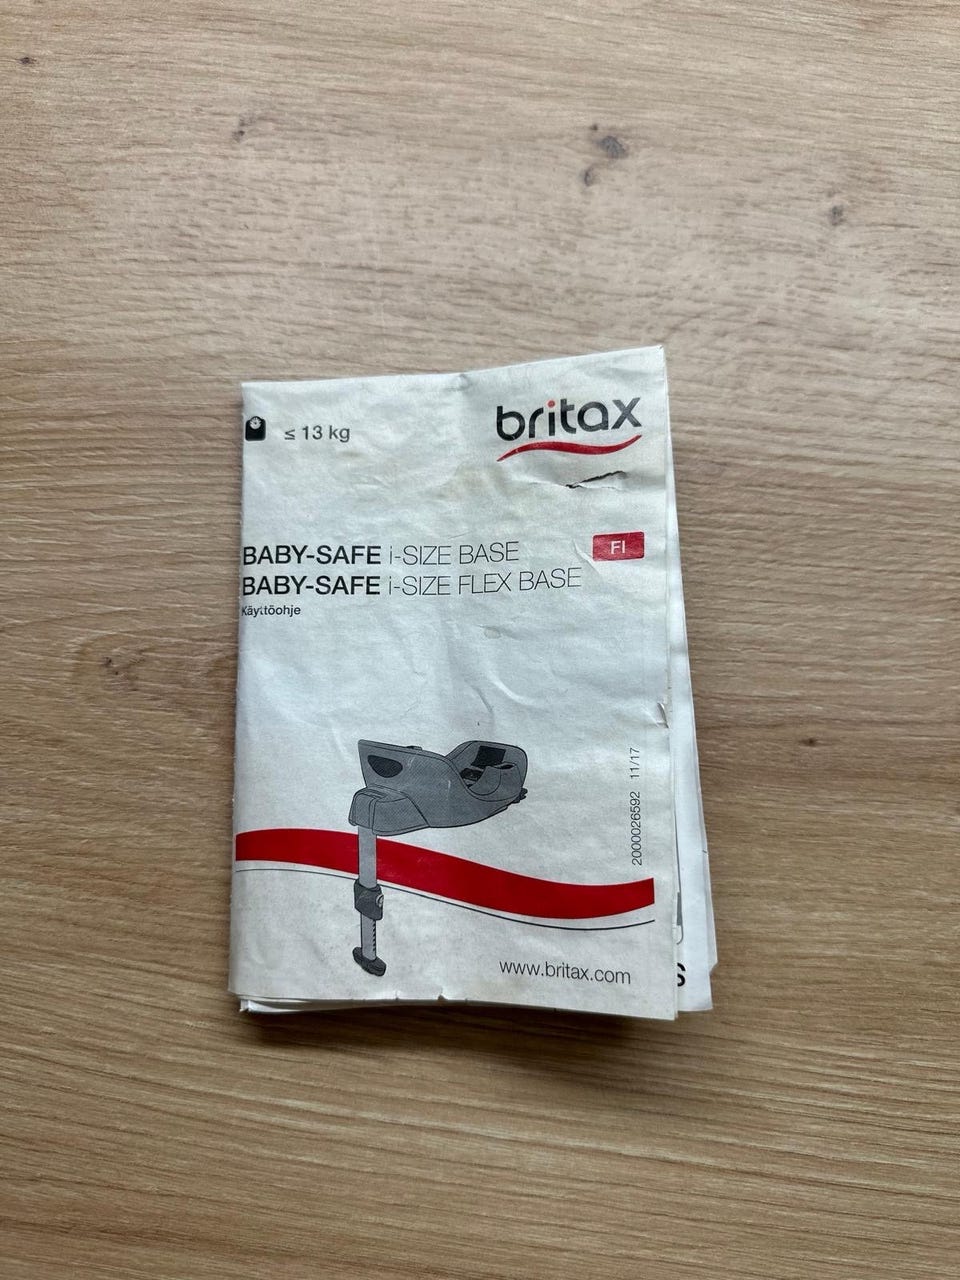 ≤ 13 kg
britax
BABY-SAFE i-SIZE BASE
FI
BABY-SAFE i-SIZE FLEX BASE
Käyttöohje
2000026592 11/17
www.britax.com
S